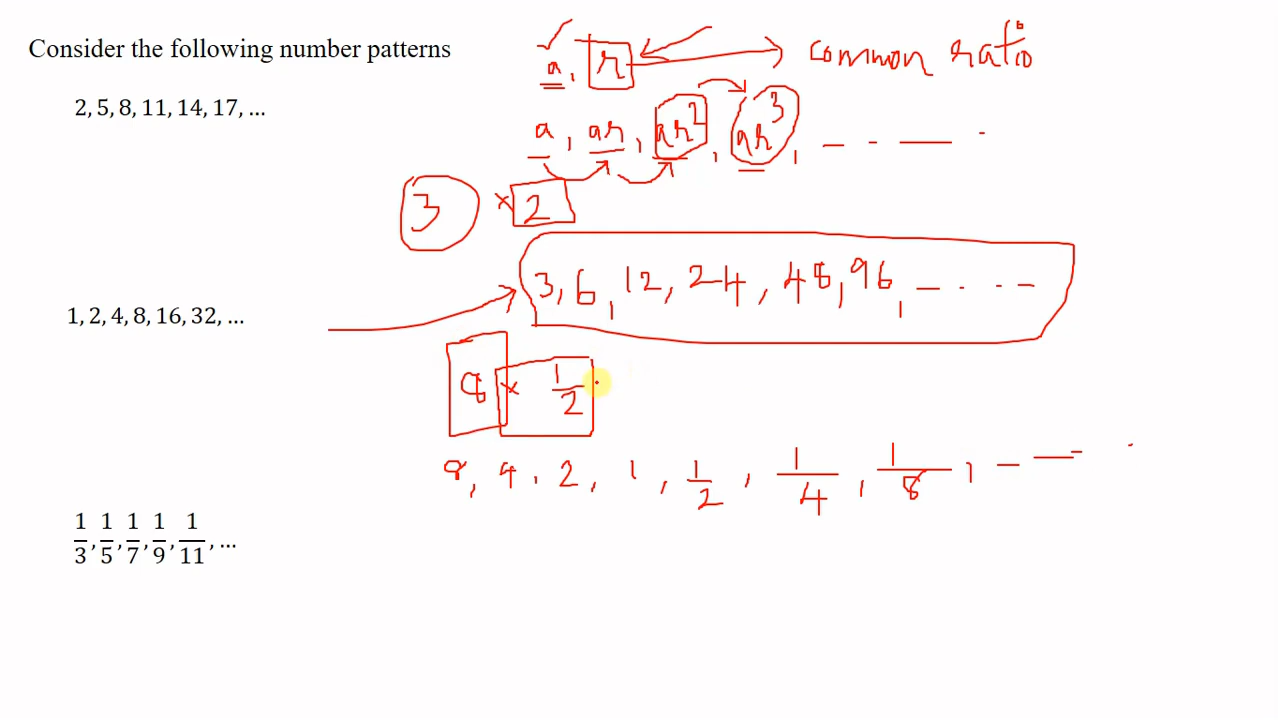 Consider the following number patterns
2, 5, 8, 11, 14, 17, ...
a, r → common ratio
a, ar, ar², ar³, – · — ·
3 × 2
3, 6, 12, 24, 48, 96, – · · · –
1, 2, 4, 8, 16, 32, ...
8 × 1/2
8, 4, 2, 1, 1/2, 1/4, 1/8, – —
1/3, 1/5, 1/7, 1/9, 1/11, ...